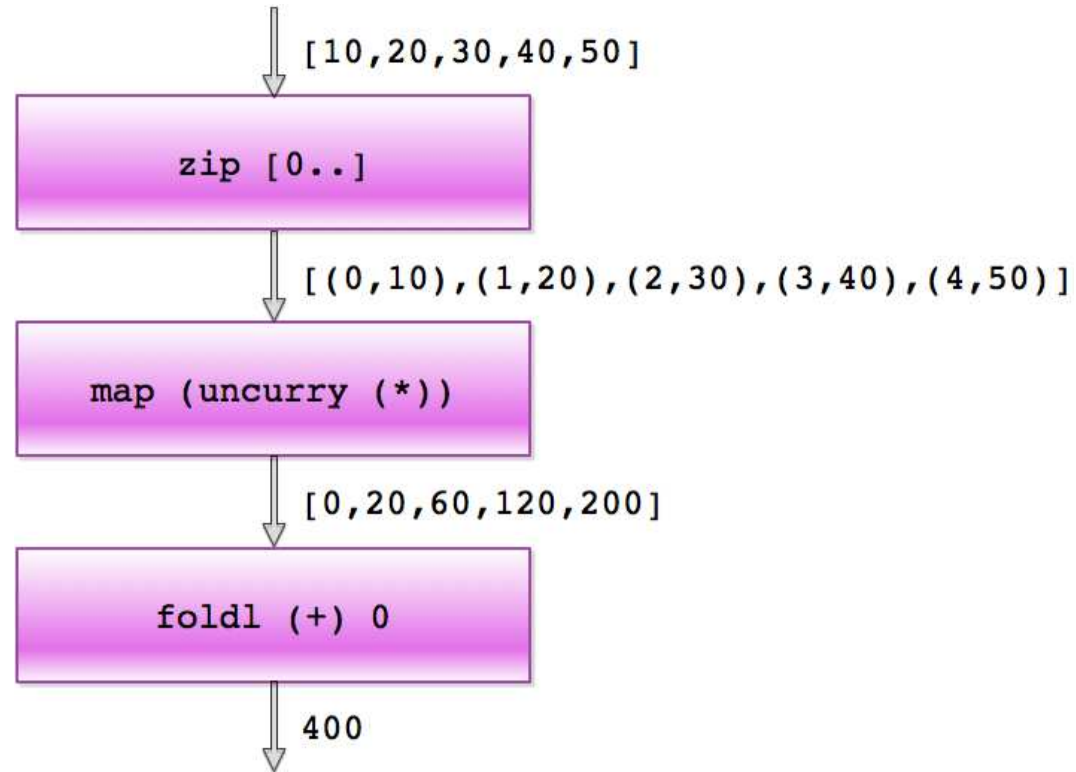 [10,20,30,40,50]
zip [0..]
[(0,10),(1,20),(2,30),(3,40),(4,50)]
map (uncurry (*))
[0,20,60,120,200]
foldl (+) 0
400